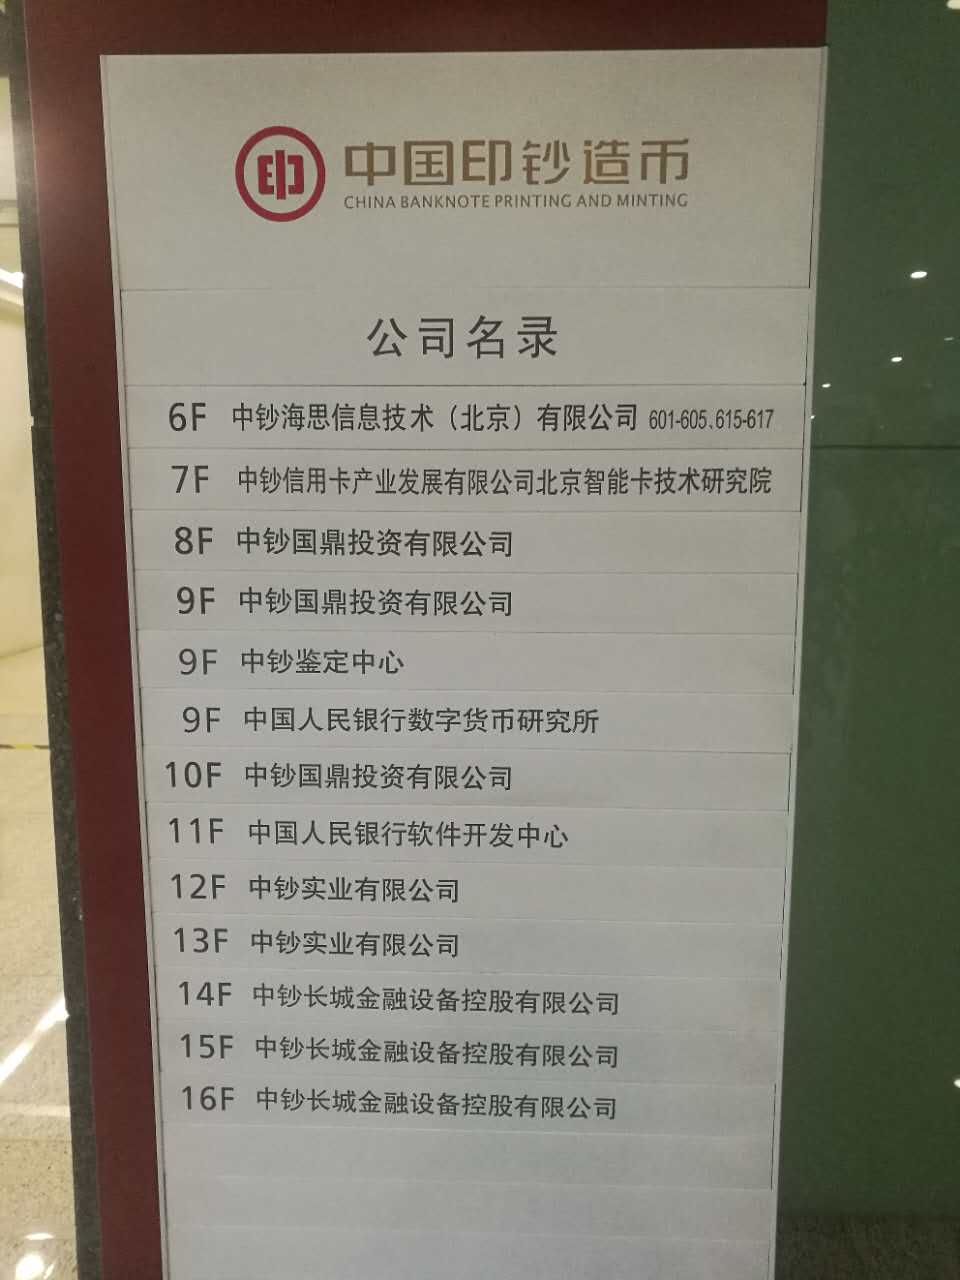 中国印钞造币
CHINA BANKNOTE PRINTING AND MINTING
公司名录
6F 中钞海思信息技术（北京）有限公司 601-605、615-617
7F 中钞信用卡产业发展有限公司北京智能卡技术研究院
8F 中钞国鼎投资有限公司
9F 中钞国鼎投资有限公司
9F 中钞鉴定中心
9F 中国人民银行数字货币研究所
10F 中钞国鼎投资有限公司
11F 中国人民银行软件开发中心
12F 中钞实业有限公司
13F 中钞实业有限公司
14F 中钞长城金融设备控股有限公司
15F 中钞长城金融设备控股有限公司
16F 中钞长城金融设备控股有限公司